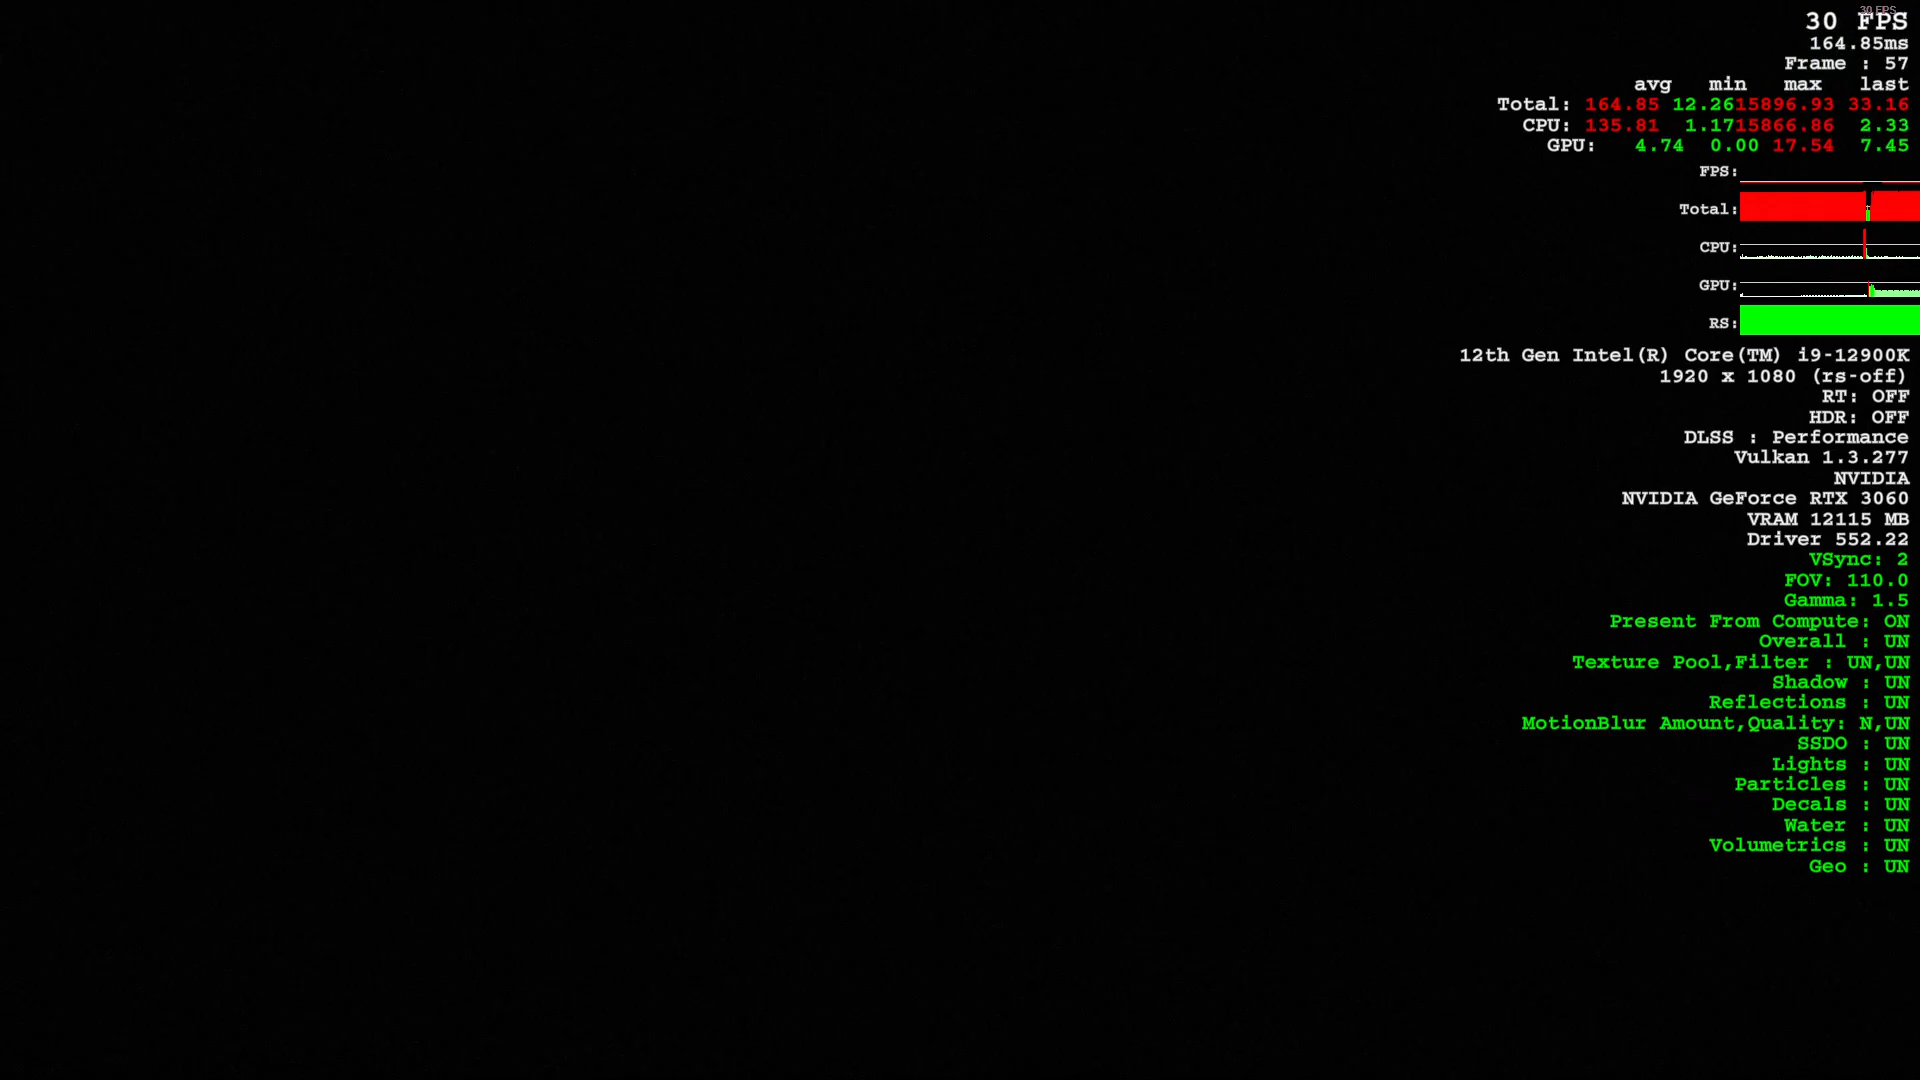 30 FPS
30 FPS
164.85ms
Frame : 57
avg min max last
Total: 164.85 12.26 15896.93 33.16
CPU: 135.81 1.17 15866.86 2.33
GPU: 4.74 0.00 17.54 7.45
FPS:
Total:
CPU:
GPU:
RS:
12th Gen Intel(R) Core(TM) i9-12900K
1920 x 1080 (rs-off)
RT: OFF
HDR: OFF
DLSS : Performance
Vulkan 1.3.277
NVIDIA
NVIDIA GeForce RTX 3060
VRAM 12115 MB
Driver 552.22
VSync: 2
FOV: 110.0
Gamma: 1.5
Present From Compute: ON
Overall : UN
Texture Pool,Filter : UN,UN
Shadow : UN
Reflections : UN
MotionBlur Amount,Quality: N,UN
SSDO : UN
Lights : UN
Particles : UN
Decals : UN
Water : UN
Volumetrics : UN
Geo : UN